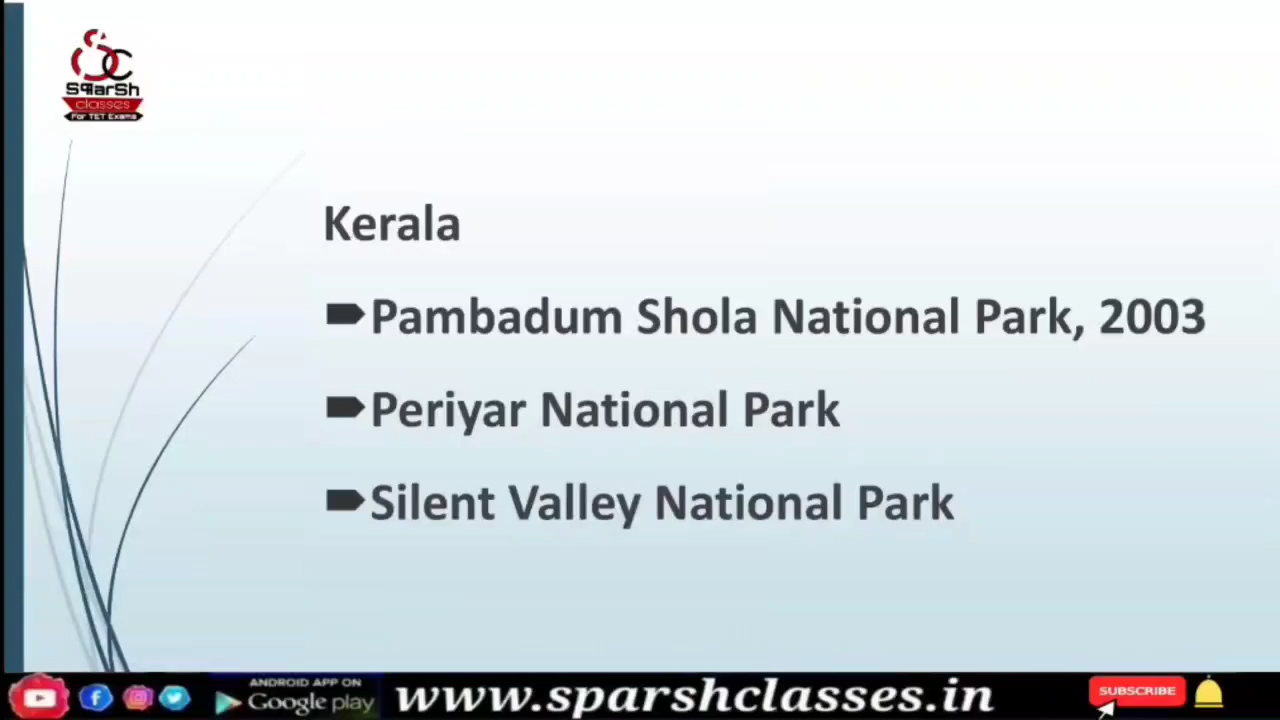 SparSh
classes
For TET Exams
Kerala
Pambadum Shola National Park, 2003
Periyar National Park
Silent Valley National Park
ANDROID APP ON
Google play
www.sparshclasses.in
SUBSCRIBE